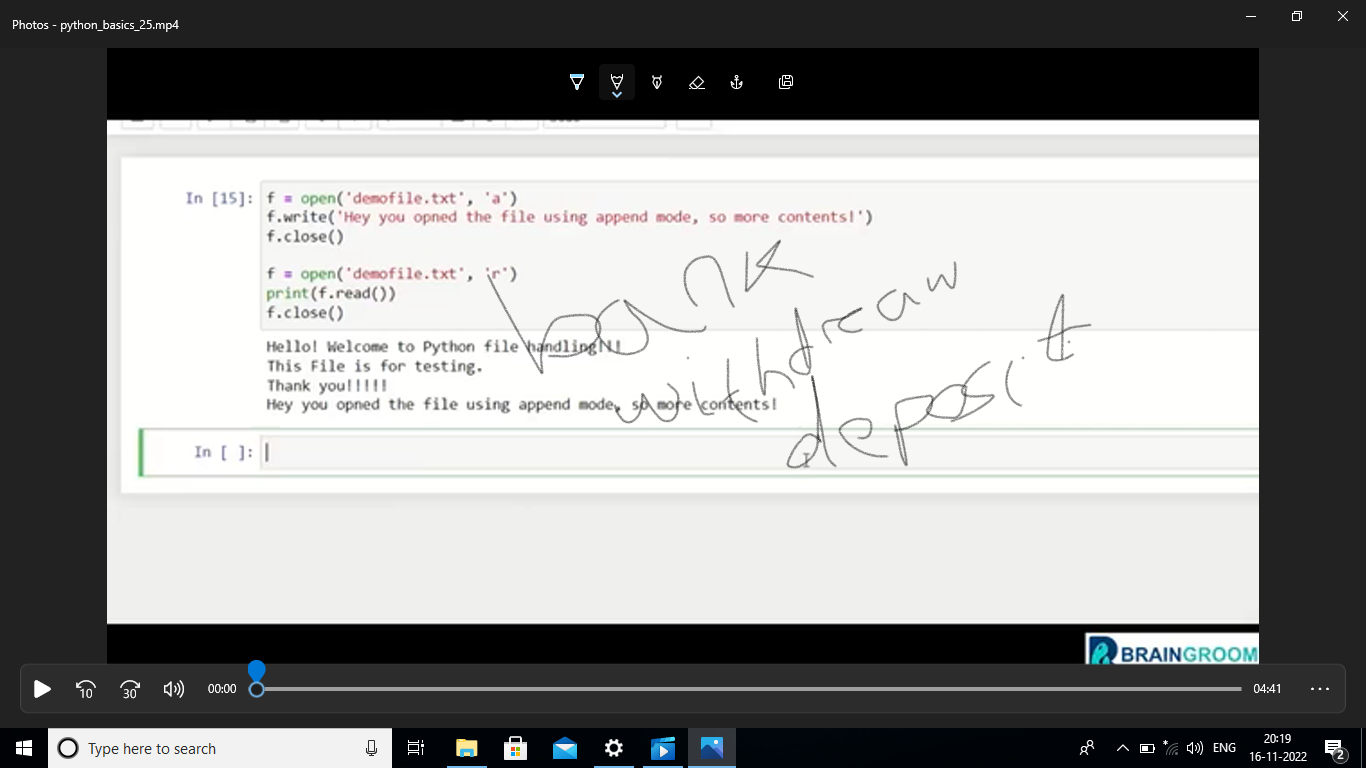 Photos - python_basics_25.mp4
In [15]: f = open('demofile.txt', 'a')
f.write('Hey you opned the file using append mode, so more contents!')
f.close()
f = open('demofile.txt', 'r')
print(f.read())
f.close()
Hello! Welcome to Python file handling!!!
This File is for testing.
Thank you!!!!!
Hey you opned the file using append mode, so more contents!
In [ ]:
bank
withdraw
deposit
BRAINGROOM
10
30
00:00
04:41
Type here to search
ENG
20:19
16-11-2022
2